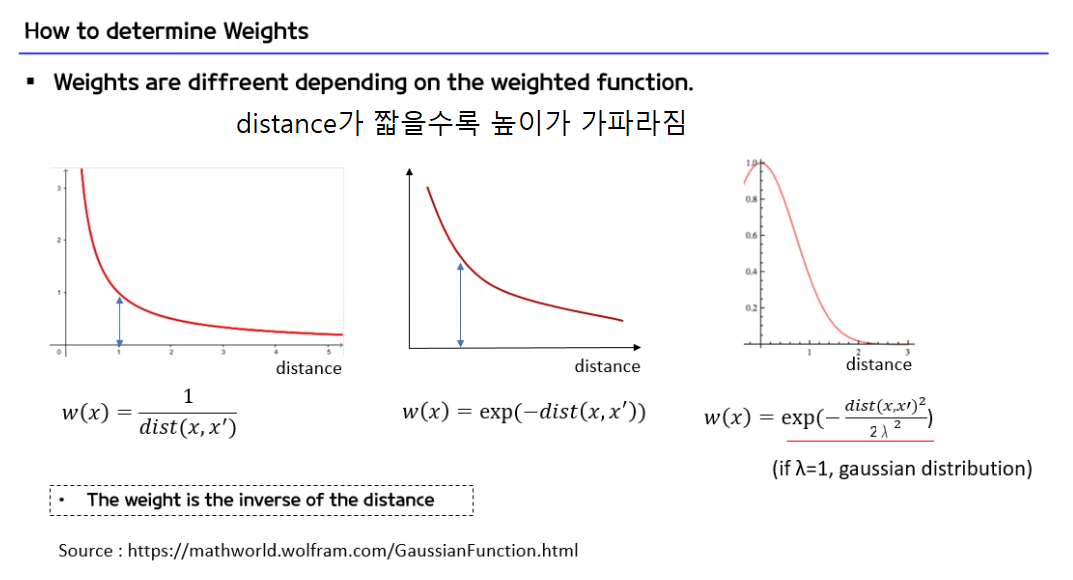 How to determine Weights
▪ Weights are diffreent depending on the weighted function.
distance가 짧을수록 높이가 가파라짐
3
2
1
0 1 2 3 4 5
distance
w(x) = 1 / dist(x, x′)
distance
w(x) = exp(−dist(x, x′))
1.0
0.8
0.6
0.4
0.2
1 2 3
distance
w(x) = exp(− dist(x,x′)² / 2 λ ²)
(if λ=1, gaussian distribution)
• The weight is the inverse of the distance
Source : https://mathworld.wolfram.com/GaussianFunction.html